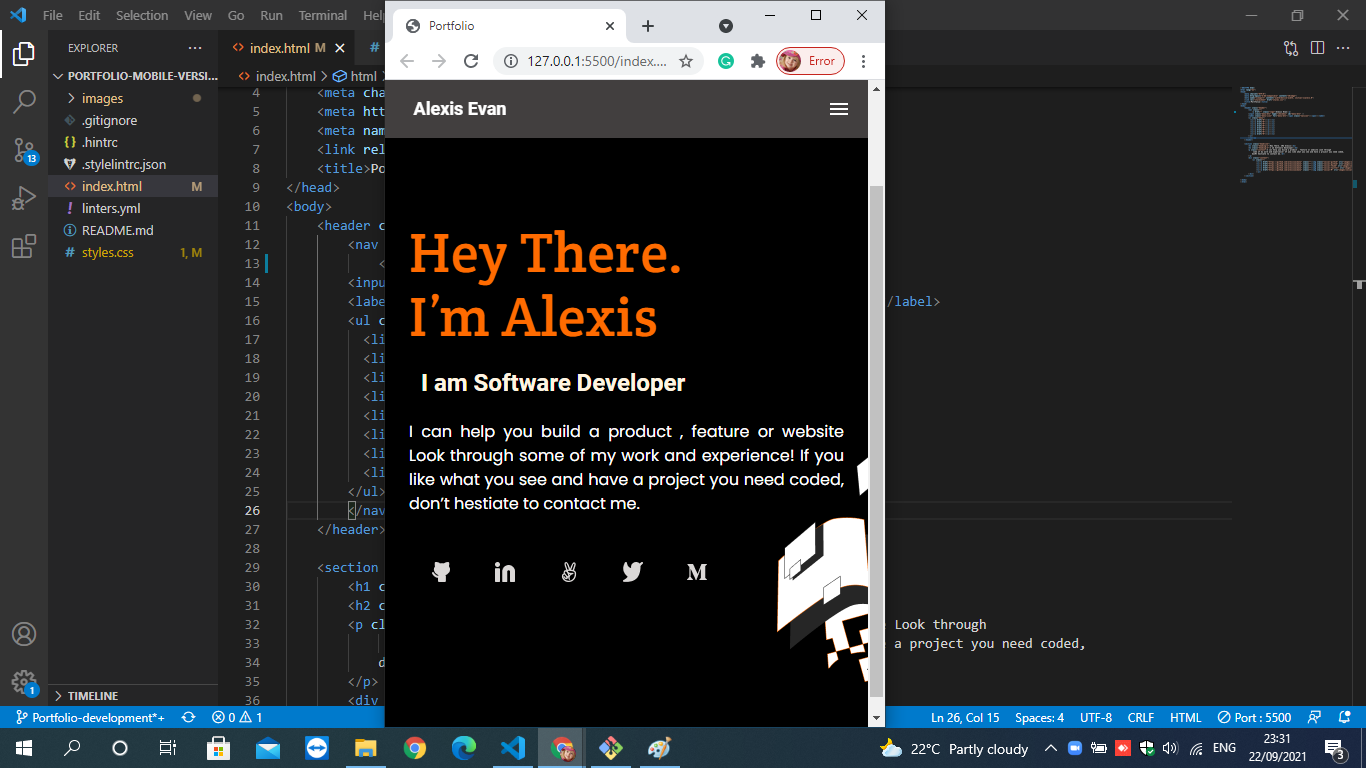 File Edit Selection View Go Run Terminal Hel
Portfolio
127.0.0.1:5500/index....
Error
EXPLORER
PORTFOLIO-MOBILE-VERSI...
images
.gitignore
.hintrc
.stylelintrc.json
index.html M
linters.yml
README.md
styles.css 1, M
TIMELINE
13
1
index.html M
#
index.html > html
4 <meta cha
5 <meta htt
6 <meta nam
7 <link rel
8 <title>Po
9 </head>
10 <body>
11 <header c
12 <nav
13 <
14 <inpu
15 <labe /label>
16 <ul c
17 <li
18 <li
19 <li
20 <li
21 <li
22 <li
23 <li
24 <li
25 </ul>
26 </nav
27 </header>
28
29 <section
30 <h1 c
31 <h2 c
32 <p cl Look through
33 a project you need coded,
34 d
35 </p>
36 <div
Alexis Evan
Hey There.
I’m Alexis
I am Software Developer
I can help you build a product , feature or website
Look through some of my work and experience! If you
like what you see and have a project you need coded,
don’t hestiate to contact me.
Portfolio-development*+ 0 1 Ln 26, Col 15 Spaces: 4 UTF-8 CRLF HTML Port : 5500
22°C Partly cloudy ENG 23:31
22/09/2021
3